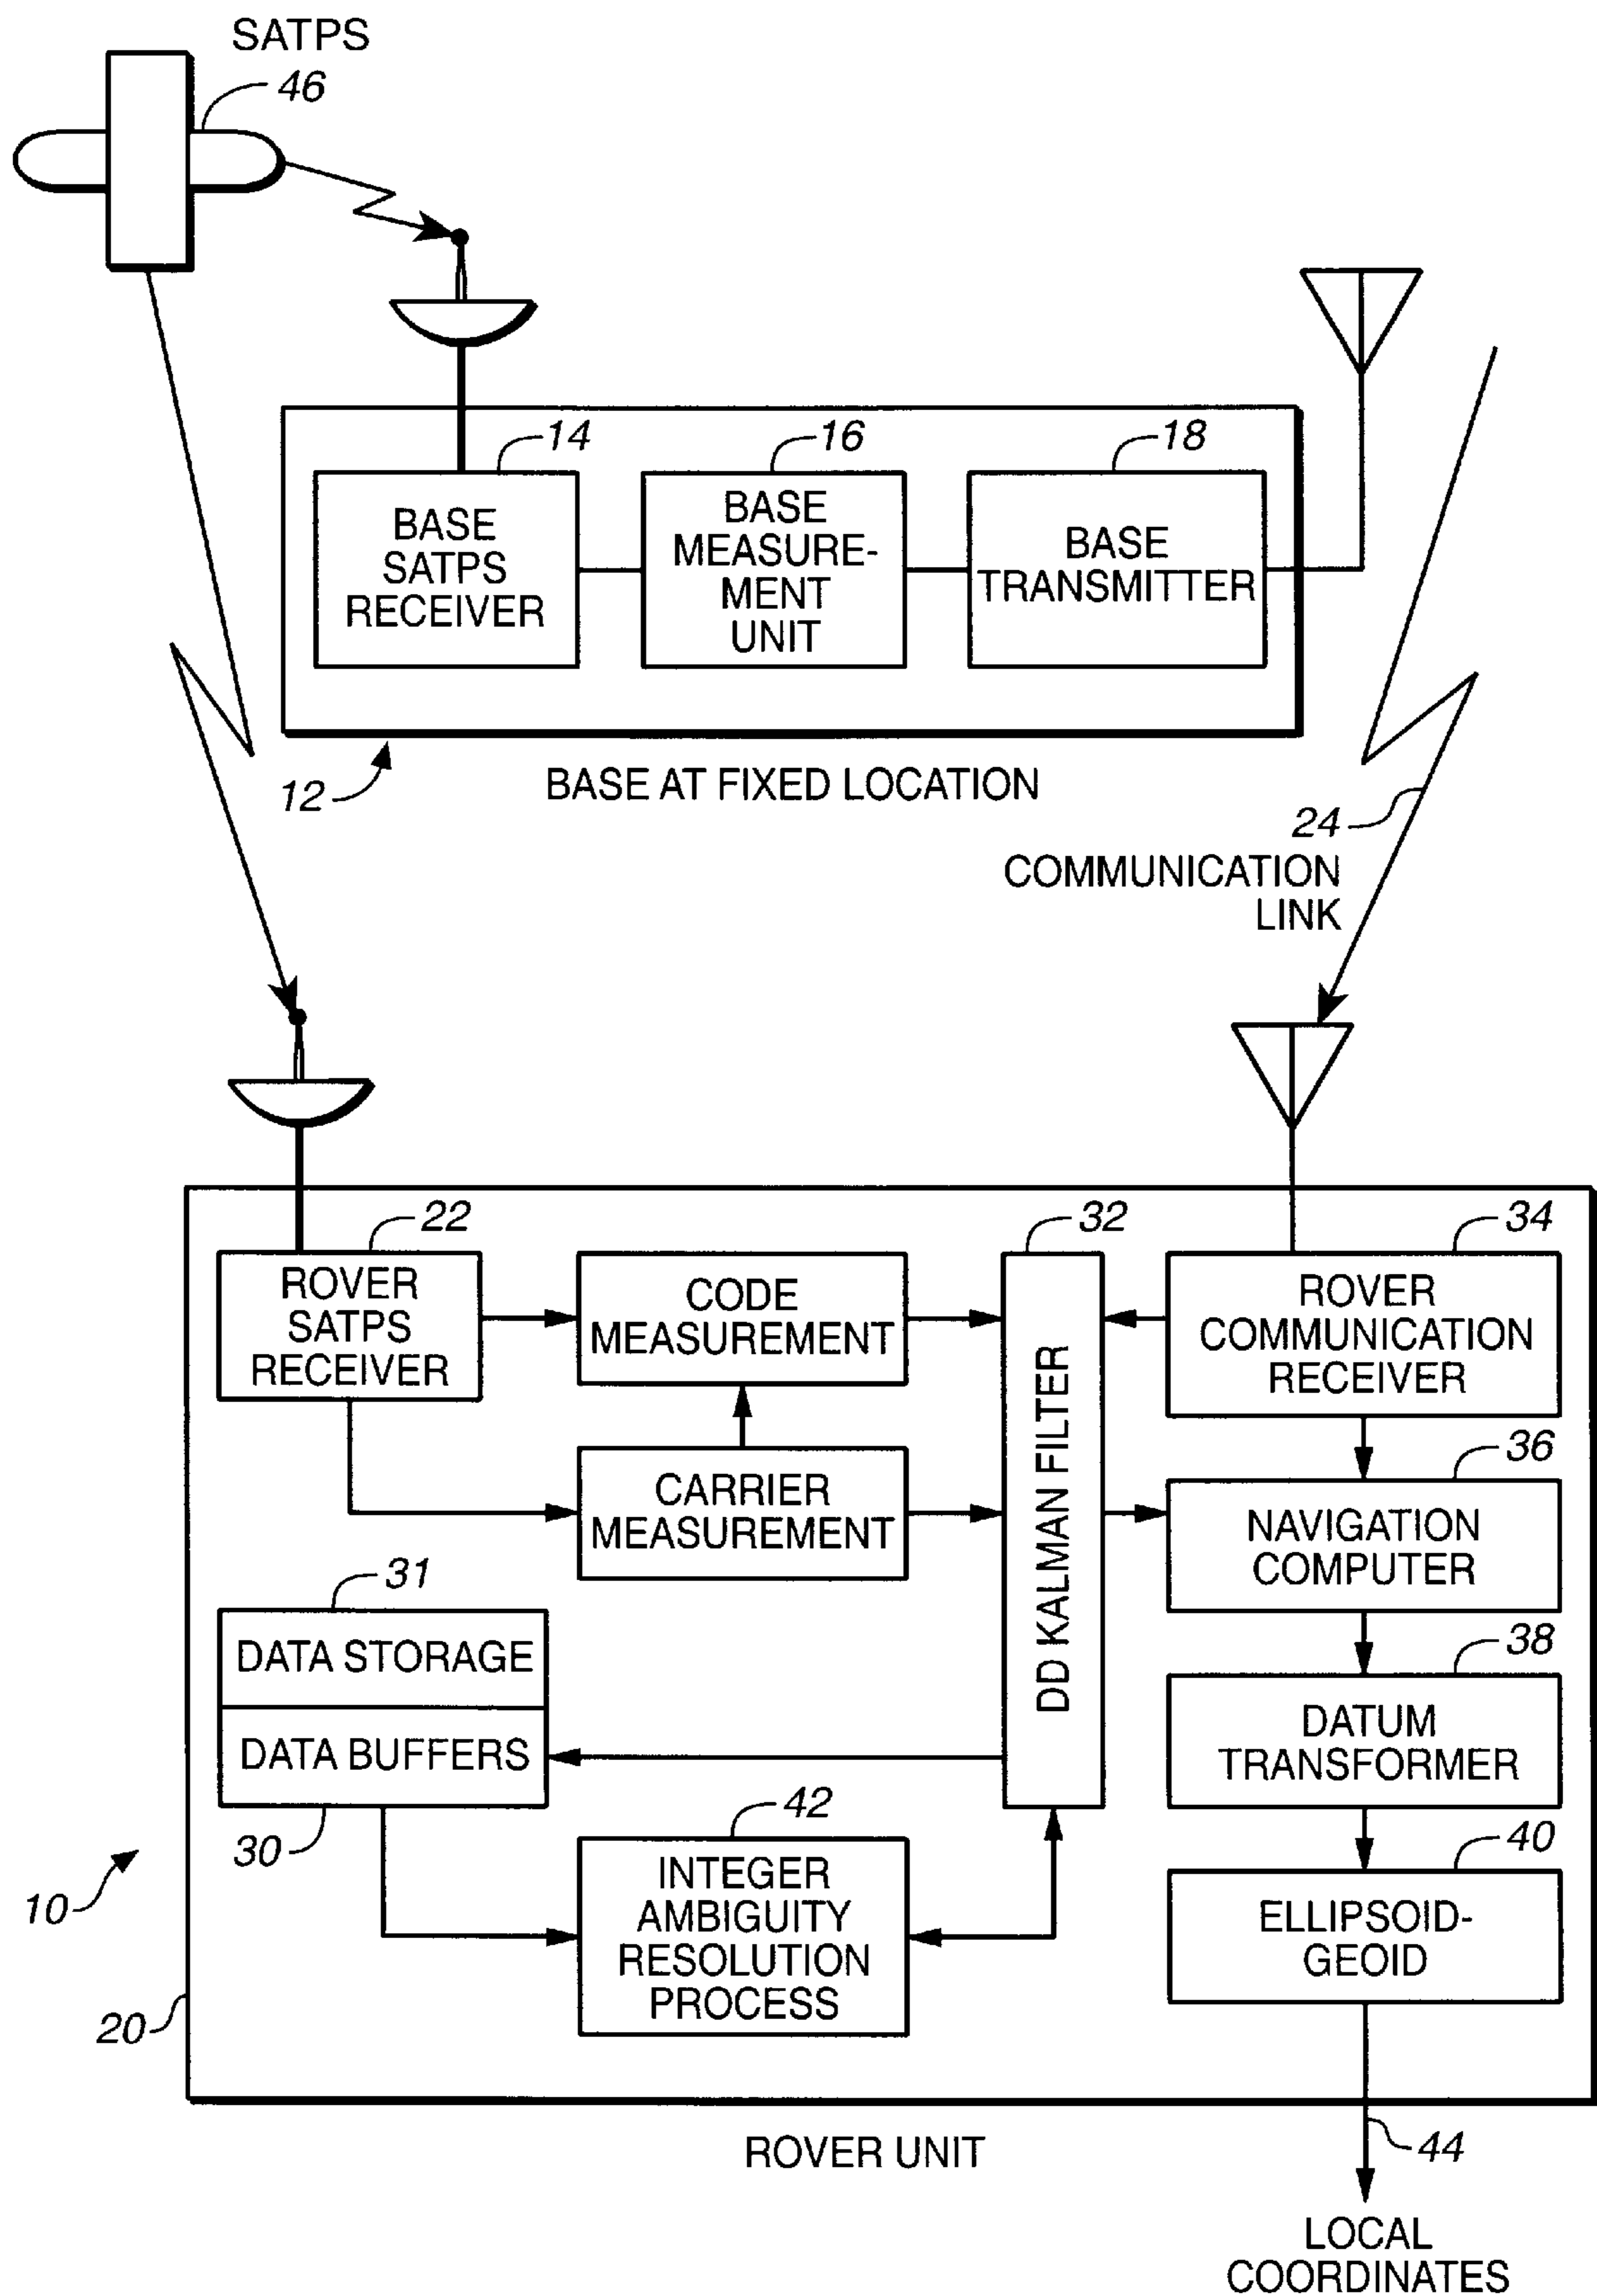 SATPS
46
14
16
18
BASE
SATPS
RECEIVER
BASE
MEASURE-
MENT
UNIT
BASE
TRANSMITTER
12
BASE AT FIXED LOCATION
24
COMMUNICATION
LINK
22
32
34
ROVER
SATPS
RECEIVER
CODE
MEASUREMENT
DD KALMAN FILTER
ROVER
COMMUNICATION
RECEIVER
36
CARRIER
MEASUREMENT
NAVIGATION
COMPUTER
31
DATA STORAGE
DATA BUFFERS
30
38
DATUM
TRANSFORMER
42
INTEGER
AMBIGUITY
RESOLUTION
PROCESS
40
ELLIPSOID-
GEOID
10
20
ROVER UNIT
44
LOCAL
COORDINATES